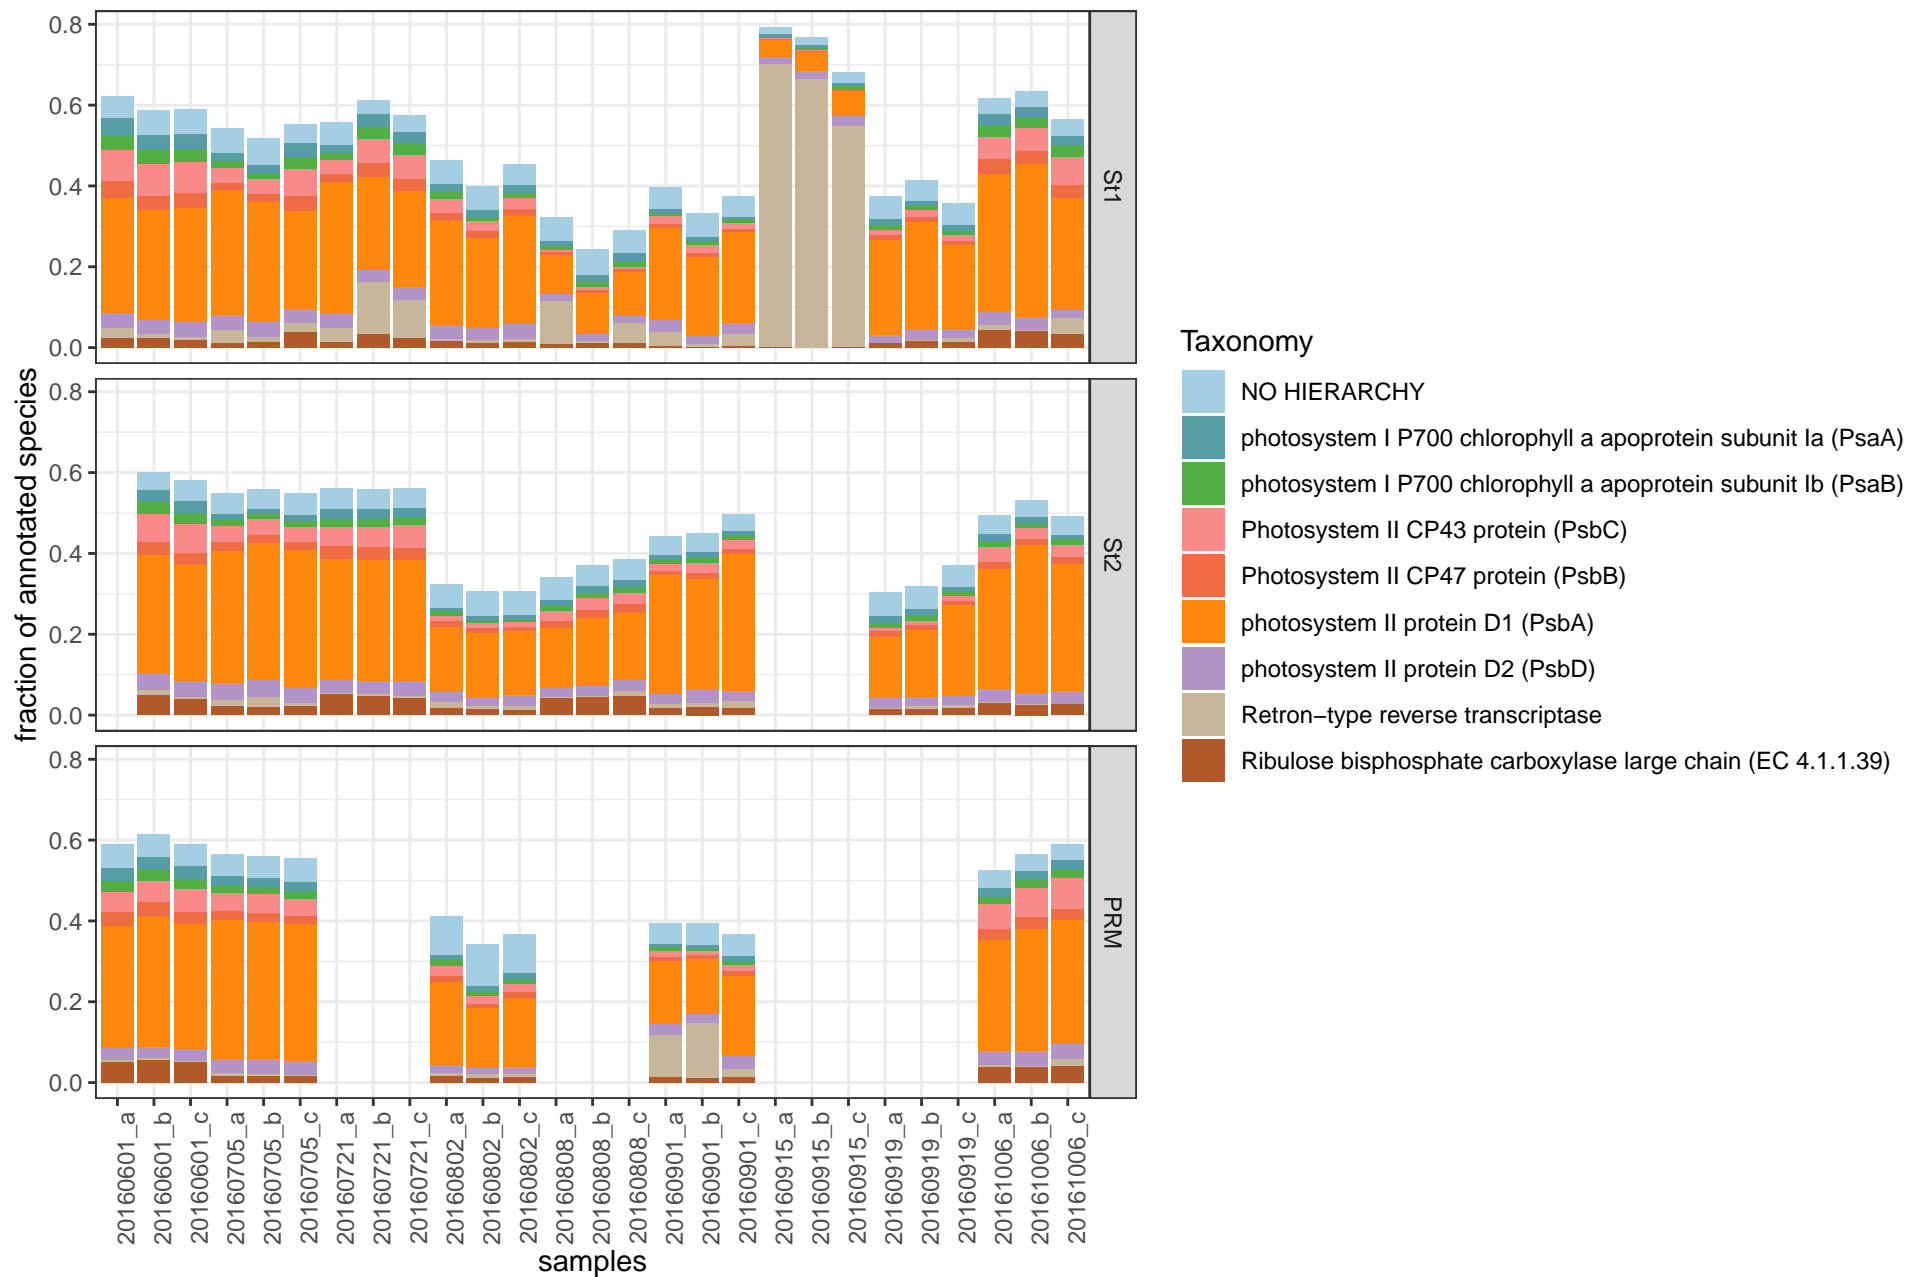 0.8
0.6
0.4
0.2
0.0
St1
0.8
0.6
0.4
0.2
0.0
St2
0.8
0.6
0.4
0.2
0.0
PRM
fraction of annotated species
20160601_a
20160601_b
20160601_c
20160705_a
20160705_b
20160705_c
20160721_a
20160721_b
20160721_c
20160802_a
20160802_b
20160802_c
20160808_a
20160808_b
20160808_c
20160901_a
20160901_b
20160901_c
20160915_a
20160915_b
20160915_c
20160919_a
20160919_b
20160919_c
20161006_a
20161006_b
20161006_c
samples
Taxonomy
NO HIERARCHY
photosystem I P700 chlorophyll a apoprotein subunit Ia (PsaA)
photosystem I P700 chlorophyll a apoprotein subunit Ib (PsaB)
Photosystem II CP43 protein (PsbC)
Photosystem II CP47 protein (PsbB)
photosystem II protein D1 (PsbA)
photosystem II protein D2 (PsbD)
Retron−type reverse transcriptase
Ribulose bisphosphate carboxylase large chain (EC 4.1.1.39)